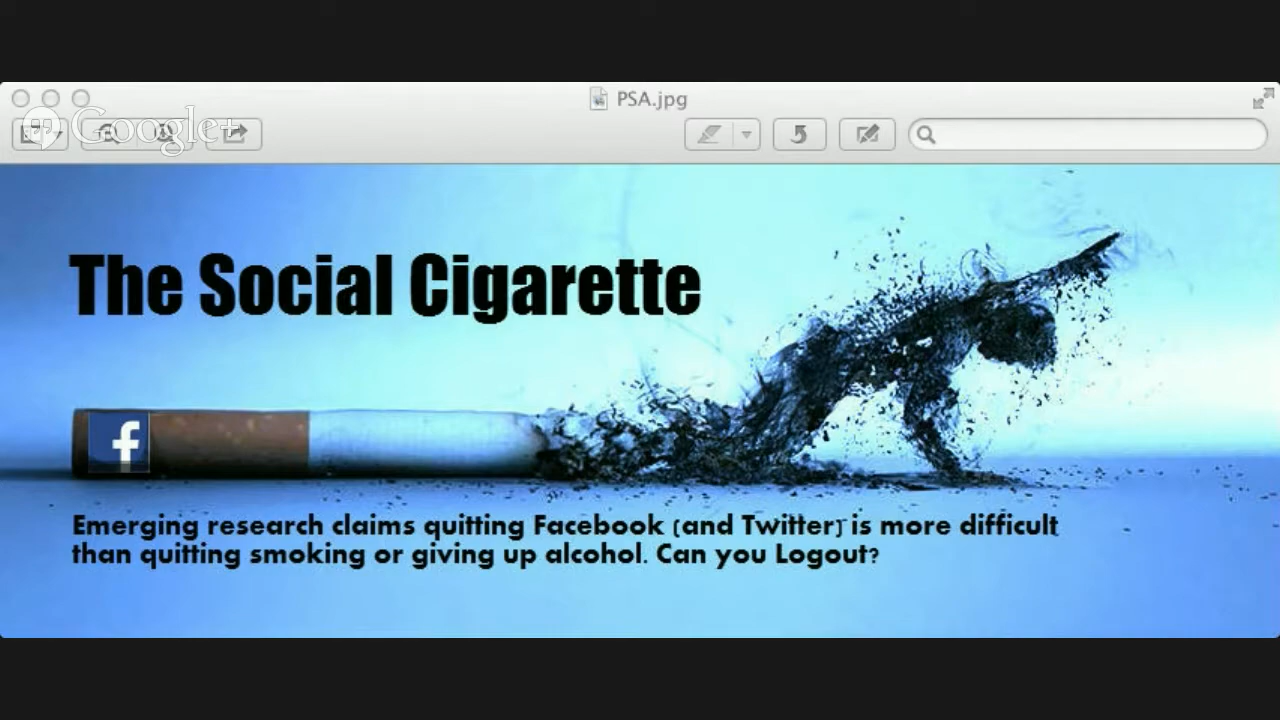 PSA.jpg
Google+
The Social Cigarette
f
Emerging research claims quitting Facebook (and Twitter) is more difficult
than quitting smoking or giving up alcohol. Can you Logout?